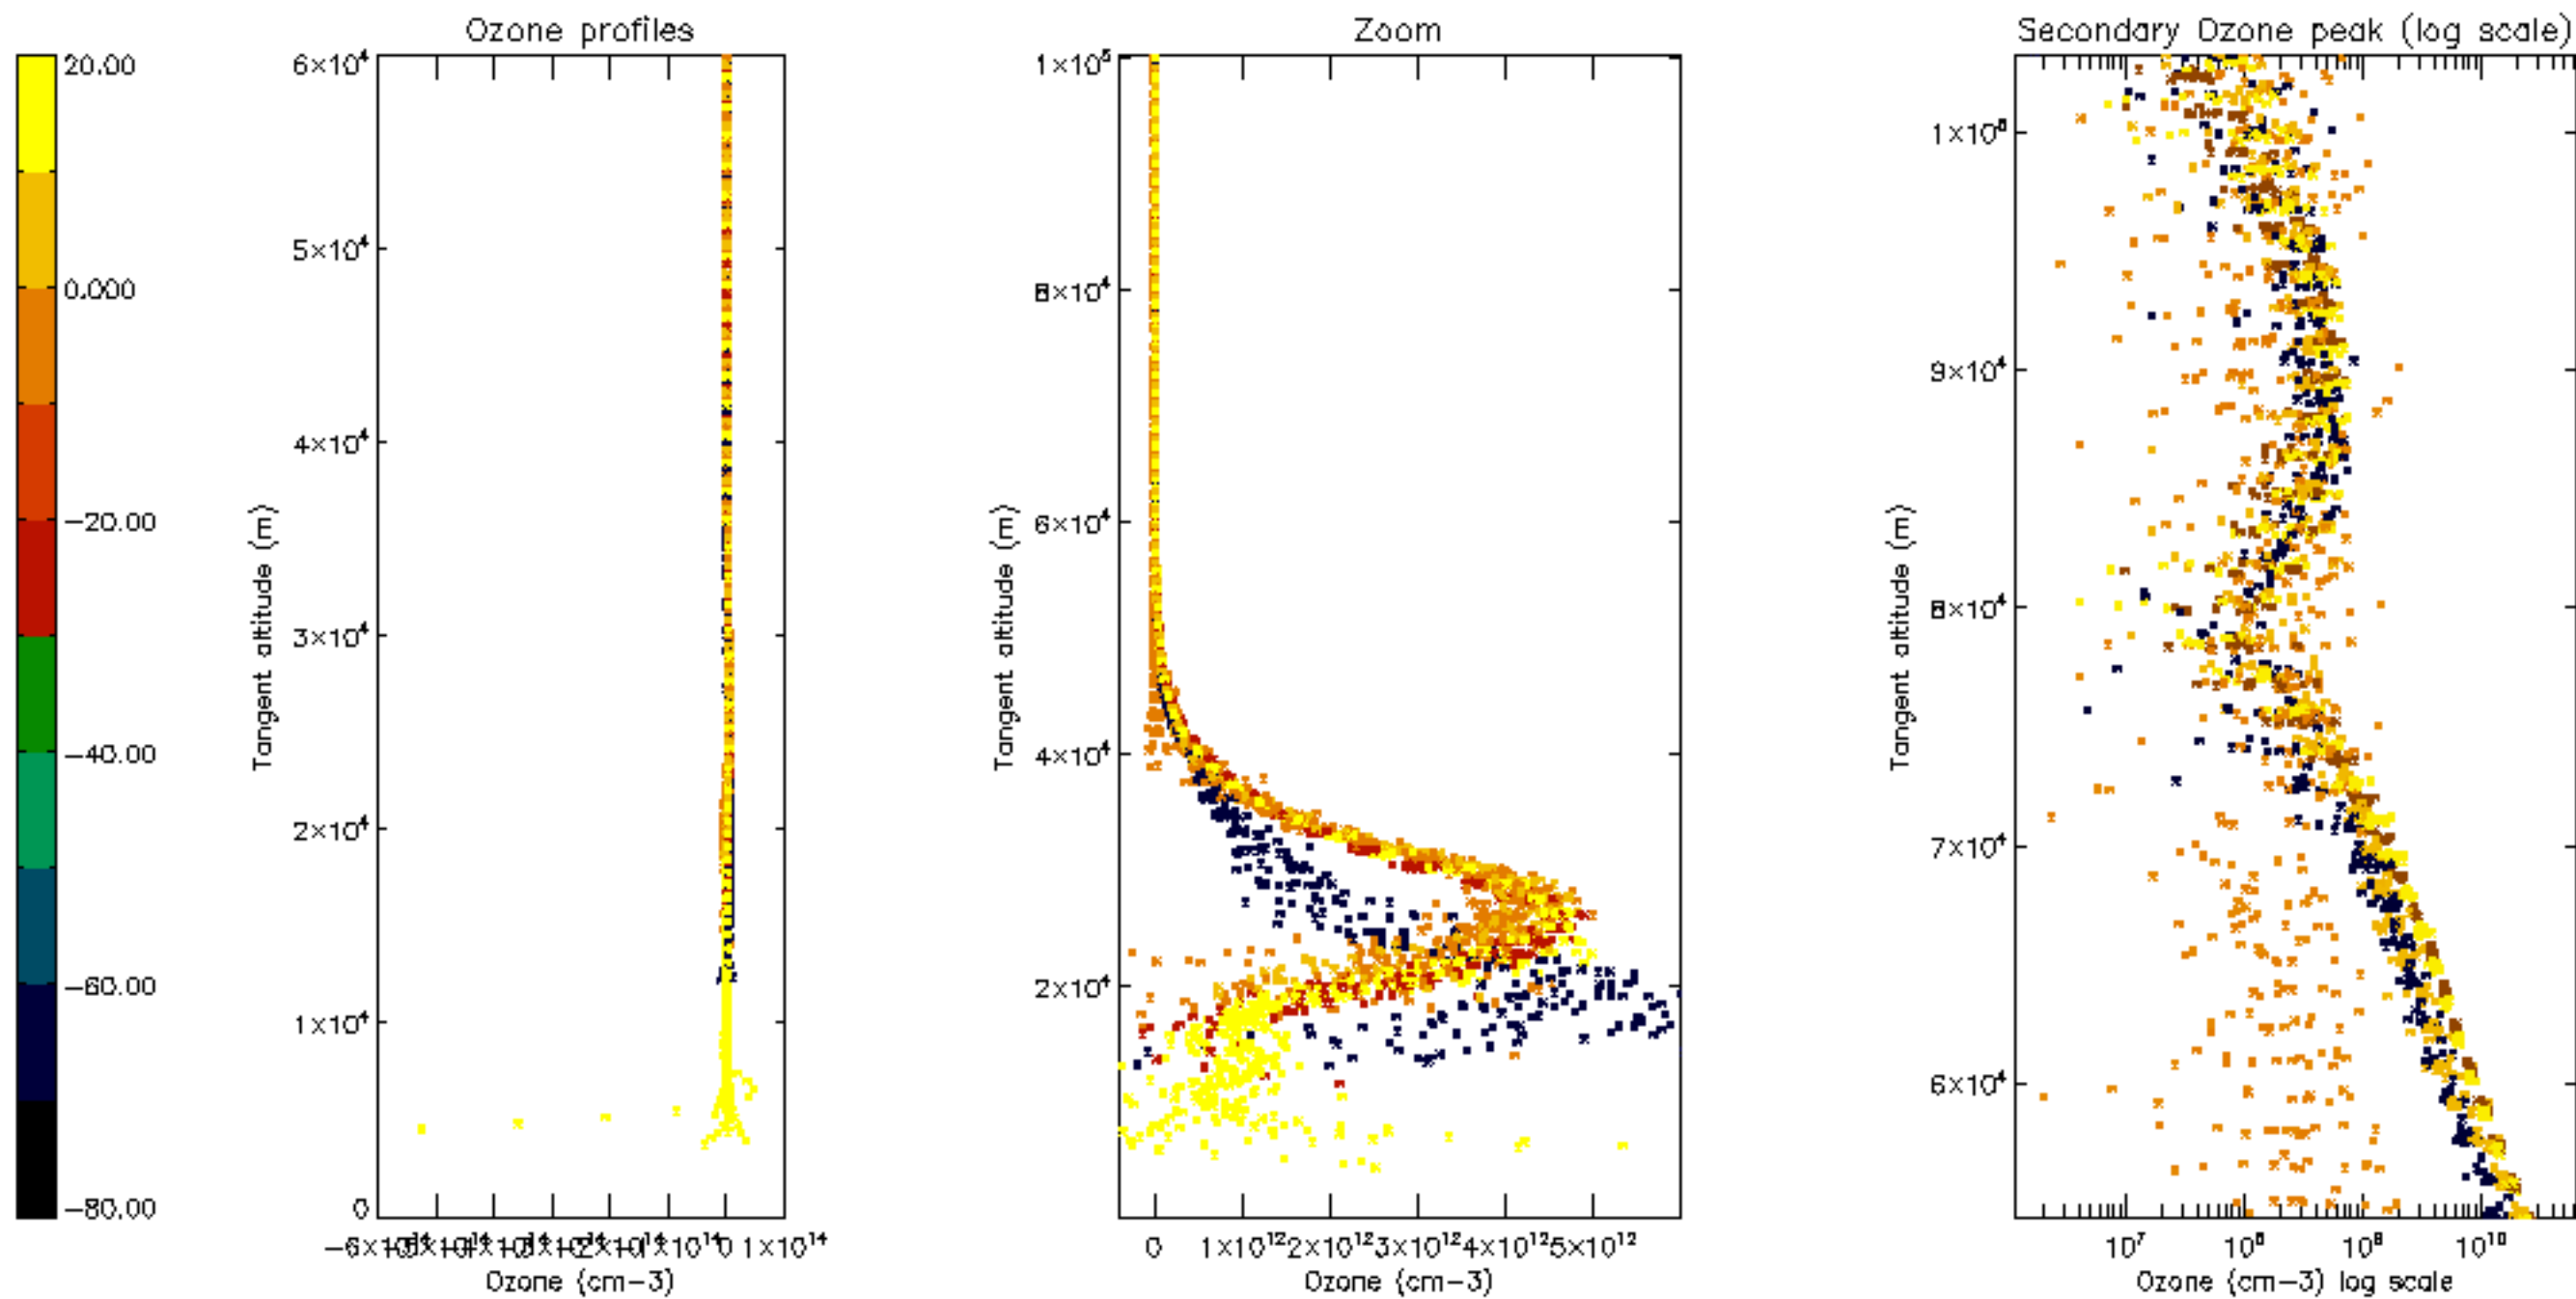 Ozone profiles
Zoom
Secondary Ozone peak (log scale)
20.00
0.000
−20.00
−40.00
−60.00
−80.00
6×10⁴
5×10⁴
4×10⁴
3×10⁴
2×10⁴
1×10⁴
0
Tangent altitude (m)
0 1×10¹⁴
Ozone (cm−3)
1×10⁵
8×10⁴
6×10⁴
4×10⁴
2×10⁴
Tangent altitude (m)
0 1×10¹² 2×10¹² 3×10¹² 4×10¹² 5×10¹²
Ozone (cm−3)
9×10⁴
8×10⁴
7×10⁴
6×10⁴
Tangent altitude (m)
10⁷ 10⁸ 10⁹ 10¹⁰
Ozone (cm−3) log scale